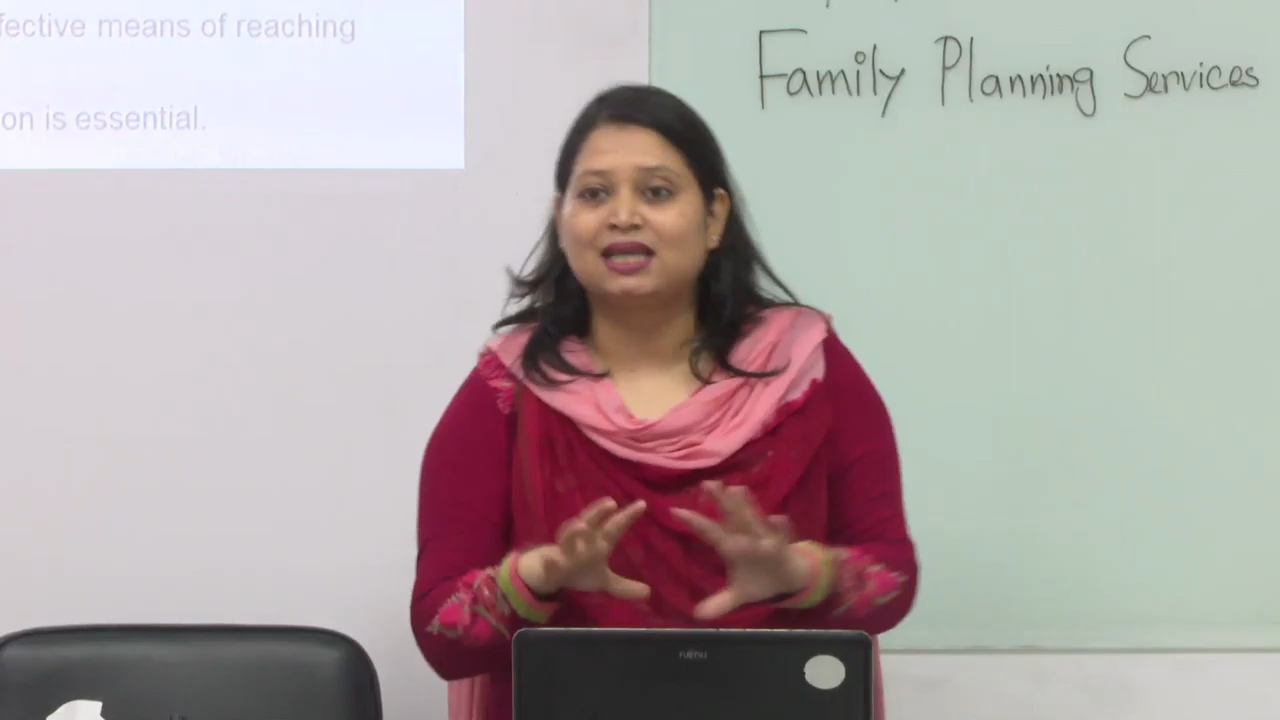 fective means of reaching
on is essential.
Family Planning Services
FUJITSU